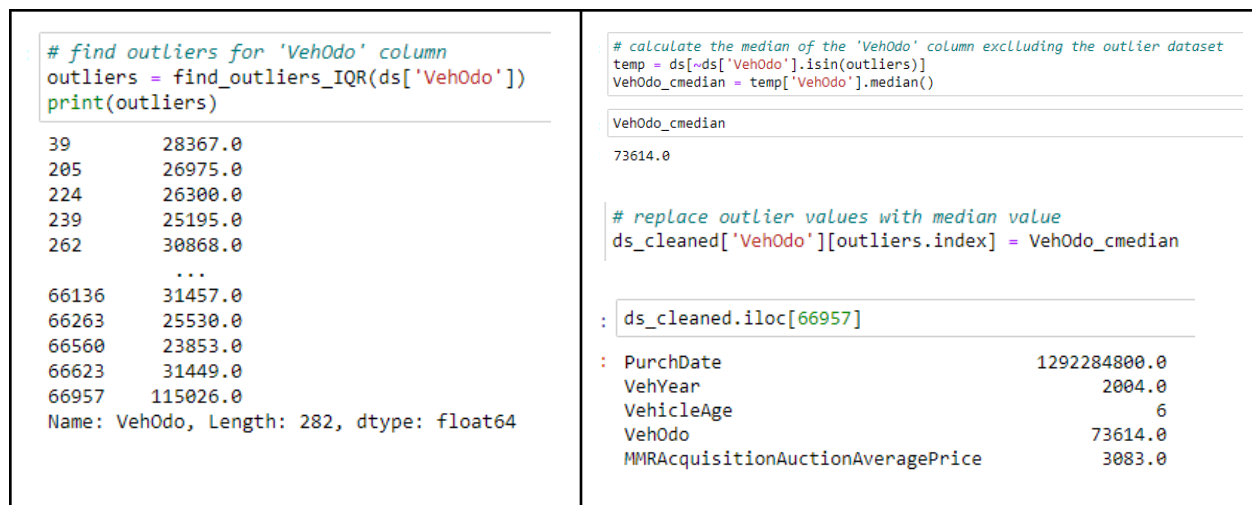 # find outliers for 'VehOdo' column
outliers = find_outliers_IQR(ds['VehOdo'])
print(outliers)
39 28367.0
205 26975.0
224 26300.0
239 25195.0
262 30868.0
...
66136 31457.0
66263 25530.0
66560 23853.0
66623 31449.0
66957 115026.0
Name: VehOdo, Length: 282, dtype: float64
# calculate the median of the 'VehOdo' column exclluding the outlier dataset
temp = ds[~ds['VehOdo'].isin(outliers)]
VehOdo_cmedian = temp['VehOdo'].median()
VehOdo_cmedian
73614.0
# replace outlier values with median value
ds_cleaned['VehOdo'][outliers.index] = VehOdo_cmedian
: ds_cleaned.iloc[66957]
: PurchDate 1292284800.0
VehYear 2004.0
VehicleAge 6
VehOdo 73614.0
MMRAcquisitionAuctionAveragePrice 3083.0